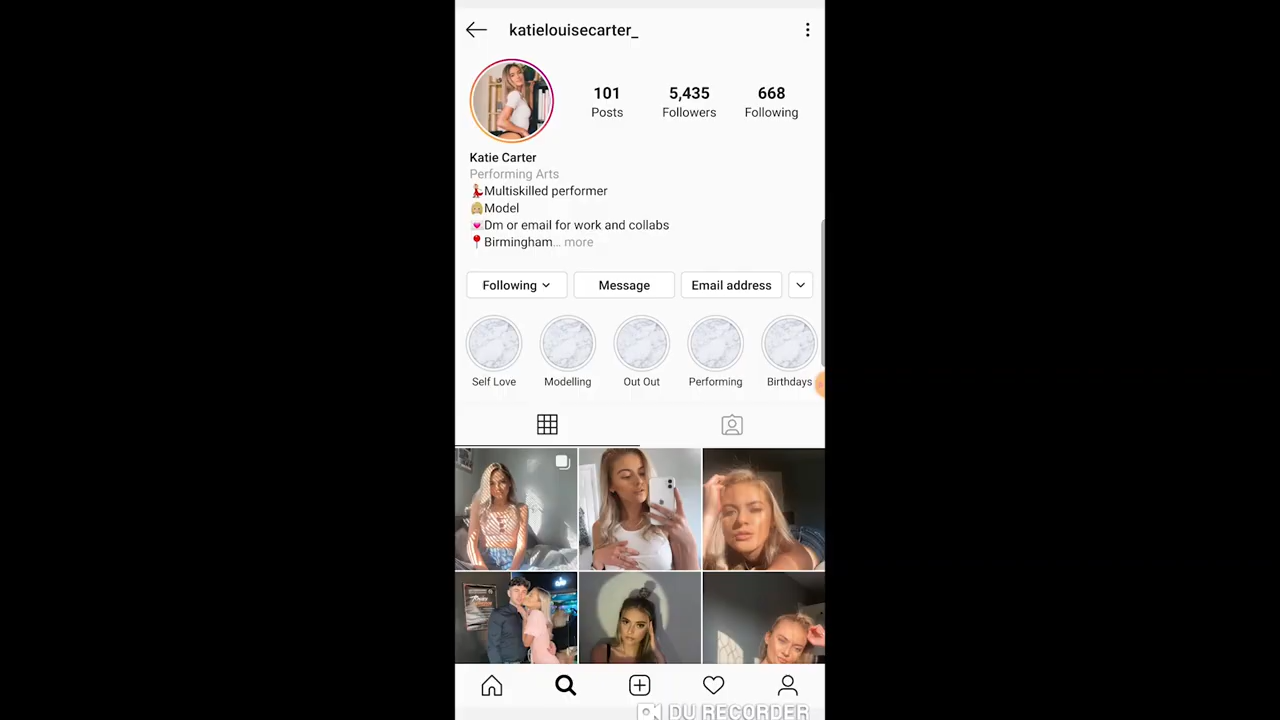 katielouisecarter_
101
5,435
668
Posts
Followers
Following
Katie Carter
Performing Arts
💃🏼Multiskilled performer
👩🏼Model
💌Dm or email for work and collabs
📍Birmingham... more
Following
Message
Email address
Self Love
Modelling
Out Out
Performing
Birthdays
DU RECORDER